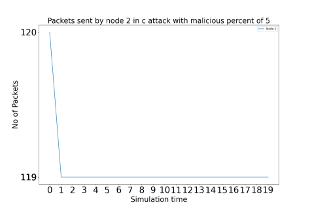 Packets sent by node 2 in c attack with malicious percent of 5
Node 2
120
No of Packets
119
0 1 2 3 4 5 6 7 8 9 10 11 12 13 14 15 16 17 18 19
Simulation time